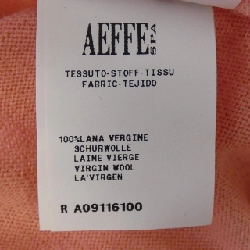 AEFFE SPA
TESSUTO-STOFF-TISSU
FABRIC-TEJIDO
100%LANA VERGINE
SCHURWOLLE
LAINE VIERGE
VIRGIN WOOL
LA'VIRGEN
R A09116100